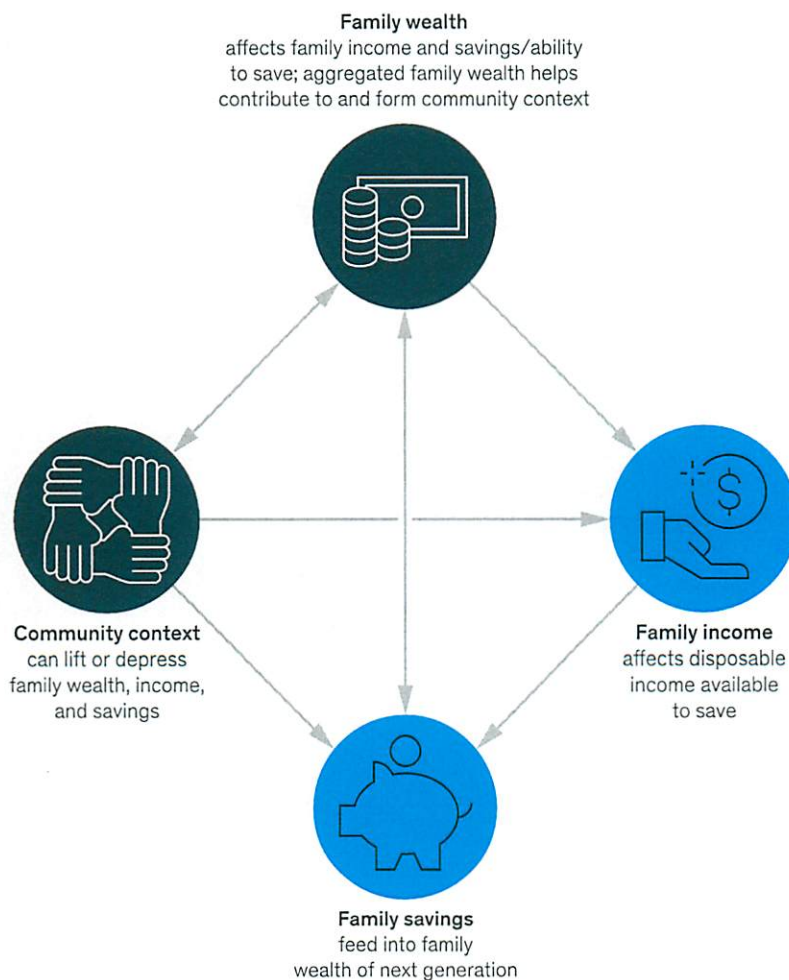 Family wealth
affects family income and savings/ability
to save; aggregated family wealth helps
contribute to and form community context
$
Community context
can lift or depress
family wealth, income,
and savings
Family income
affects disposable
income available
to save
Family savings
feed into family
wealth of next generation